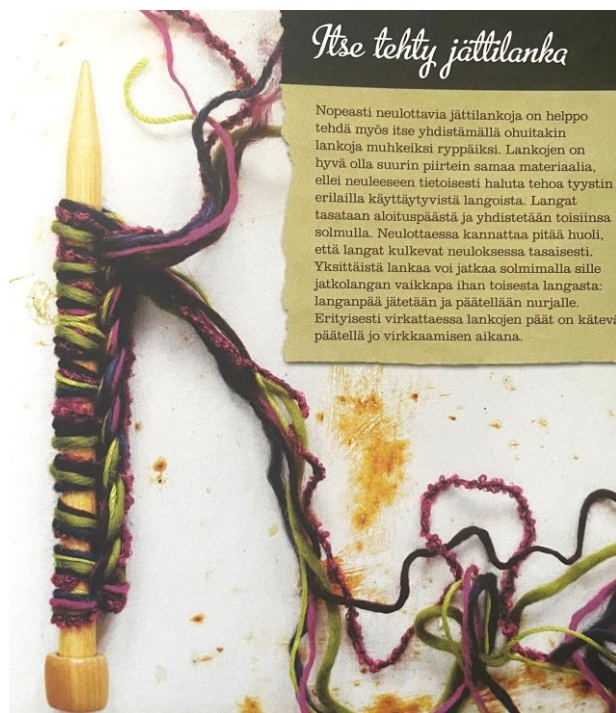 Itse tehty jättilanka
Nopeasti neulottavia jättilankoja on helppo
tehdä myös itse yhdistämällä ohuitakin
lankoja muhkeiksi ryppäiksi. Lankojen on
hyvä olla suurin piirtein samaa materiaalia,
ellei neuleeseen tietoisesti haluta tehoa tyystin
erilailla käyttäytyvistä langoista. Langat
tasataan aloituspäästä ja yhdistetään toisiinsa
solmulla. Neulottaessa kannattaa pitää huoli,
että langat kulkevat neuloksessa tasaisesti.
Yksittäistä lankaa voi jatkaa solmimalla sille
jatkolangan vaikkapa ihan toisesta langasta:
langanpää jätetään ja päätellään nurjalle.
Erityisesti virkattaessa lankojen päät on kätevä
päätellä jo virkkaamisen aikana.